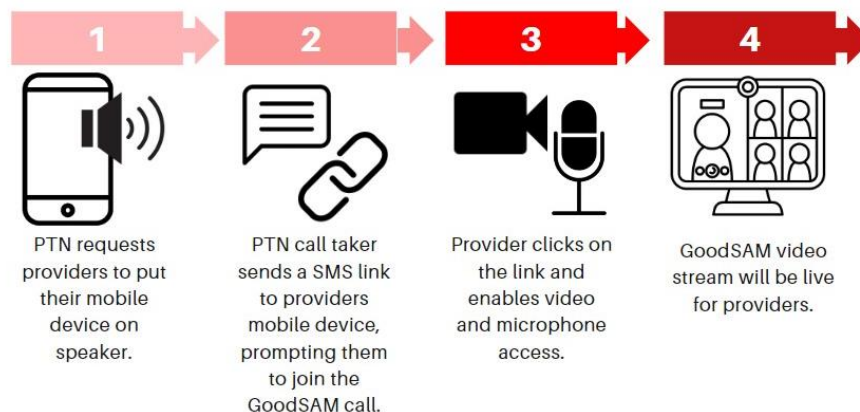 1
2
3
4
PTN requests
providers to put
their mobile
device on
speaker.
PTN call taker
sends a SMS link
to providers
mobile device,
prompting them
to join the
GoodSAM call.
Provider clicks on
the link and
enables video
and microphone
access.
GoodSAM video
stream will be live
for providers.